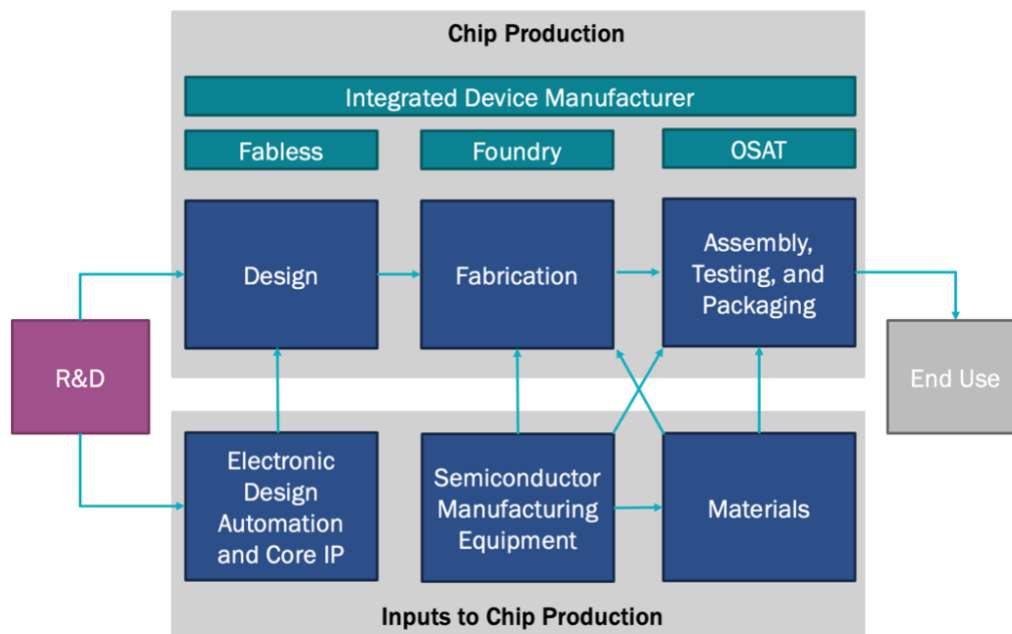 Chip Production
Integrated Device Manufacturer
Fabless
Foundry
OSAT
Design
Fabrication
Assembly,
Testing, and
Packaging
R&D
End Use
Electronic
Design
Automation
and Core IP
Semiconductor
Manufacturing
Equipment
Materials
Inputs to Chip Production